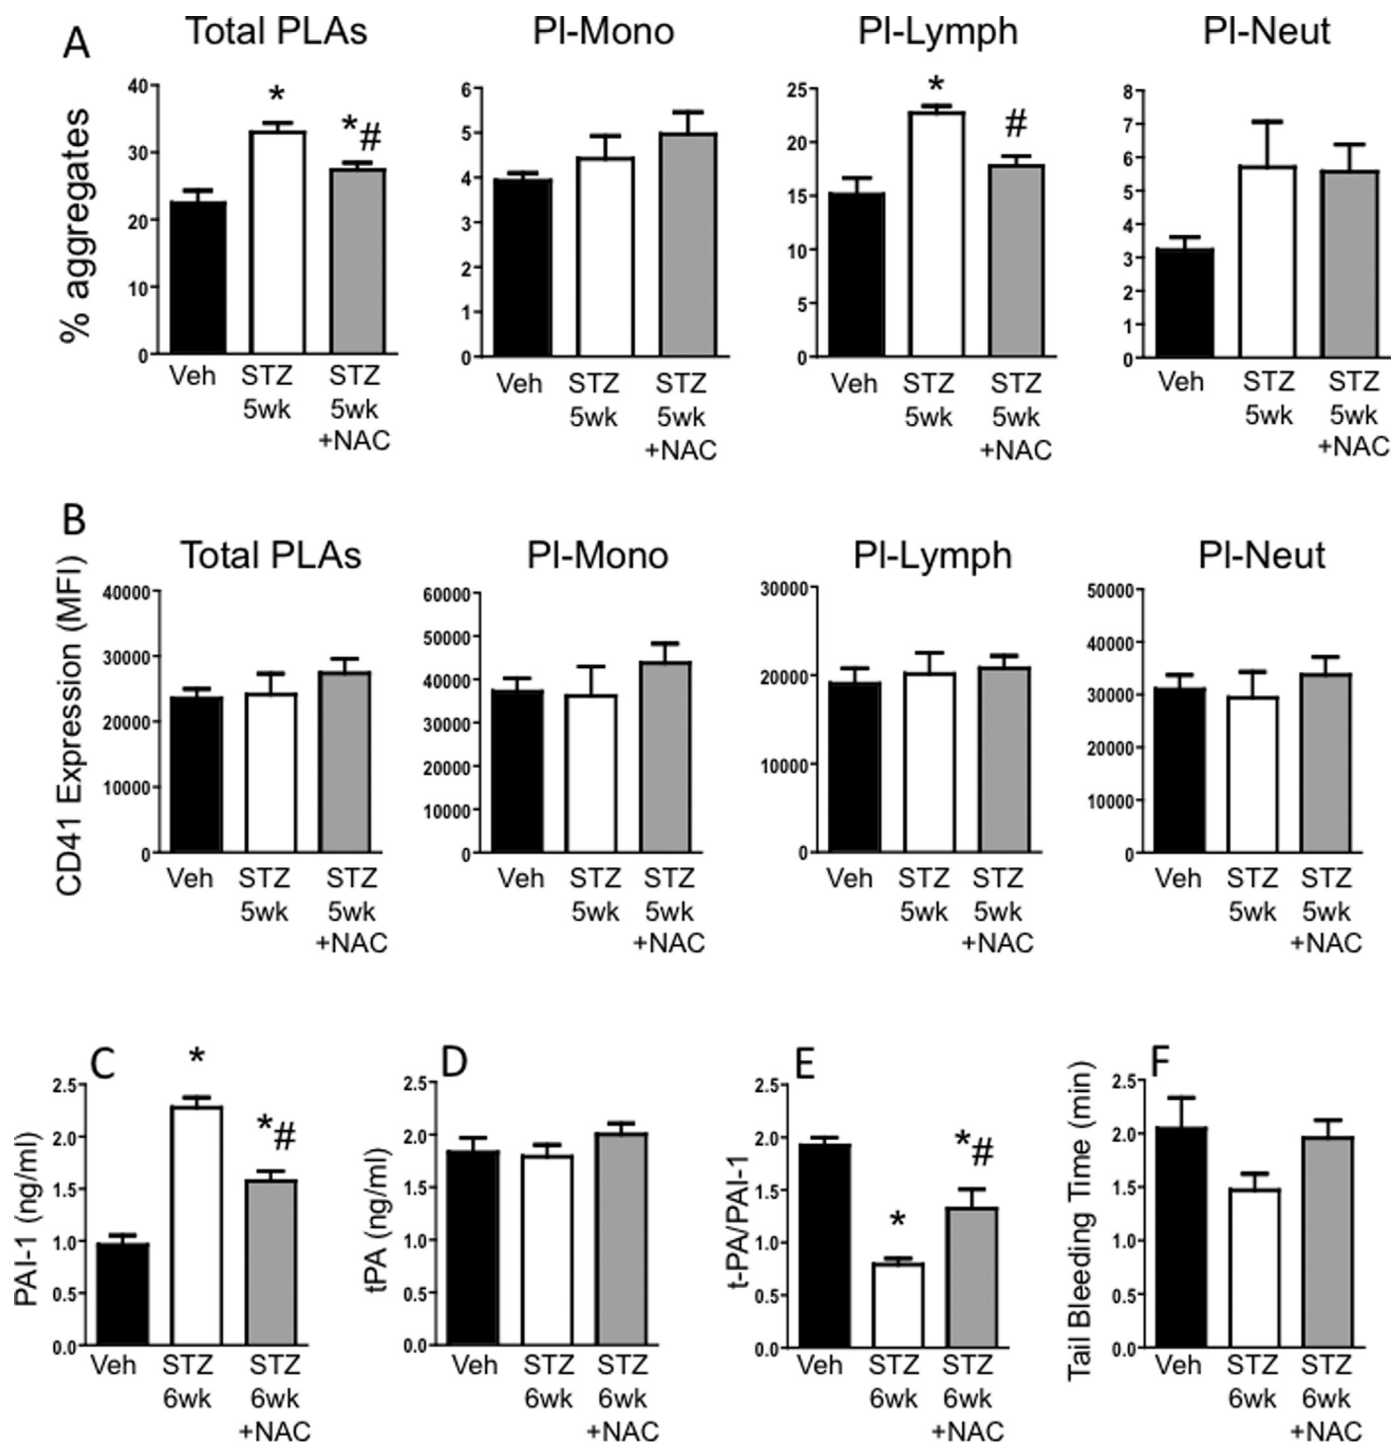 A
Total PLAs
Pl-Mono
Pl-Lymph
Pl-Neut
% aggregates
40
30
20
10
0
*
*#
Veh
STZ
5wk
STZ
5wk
+NAC
6
5
4
3
2
1
0
Veh
STZ
5wk
STZ
5wk
+NAC
25
20
15
10
5
0
*
#
Veh
STZ
5wk
STZ
5wk
+NAC
8
7
6
5
4
3
2
1
0
Veh
STZ
5wk
STZ
5wk
+NAC
B
Total PLAs
Pl-Mono
Pl-Lymph
Pl-Neut
CD41 Expression (MFI)
40000
30000
20000
10000
0
Veh
STZ
5wk
STZ
5wk
+NAC
60000
50000
40000
30000
20000
10000
0
Veh
STZ
5wk
STZ
5wk
+NAC
30000
20000
10000
0
Veh
STZ
5wk
STZ
5wk
+NAC
50000
40000
30000
20000
10000
0
Veh
STZ
5wk
STZ
5wk
+NAC
C
PAI-1 (ng/ml)
2.5
2.0
1.5
1.0
0.5
0.0
*
*#
Veh
STZ
6wk
STZ
6wk
+NAC
D
tPA (ng/ml)
2.5
2.0
1.5
1.0
0.5
0.0
Veh
STZ
6wk
STZ
6wk
+NAC
E
t-PA/PAI-1
2.5
2.0
1.5
1.0
0.5
0.0
*
*#
Veh
STZ
6wk
STZ
6wk
+NAC
F
Tail Bleeding Time (min)
2.5
2.0
1.5
1.0
0.5
0.0
Veh
STZ
6wk
STZ
6wk
+NAC